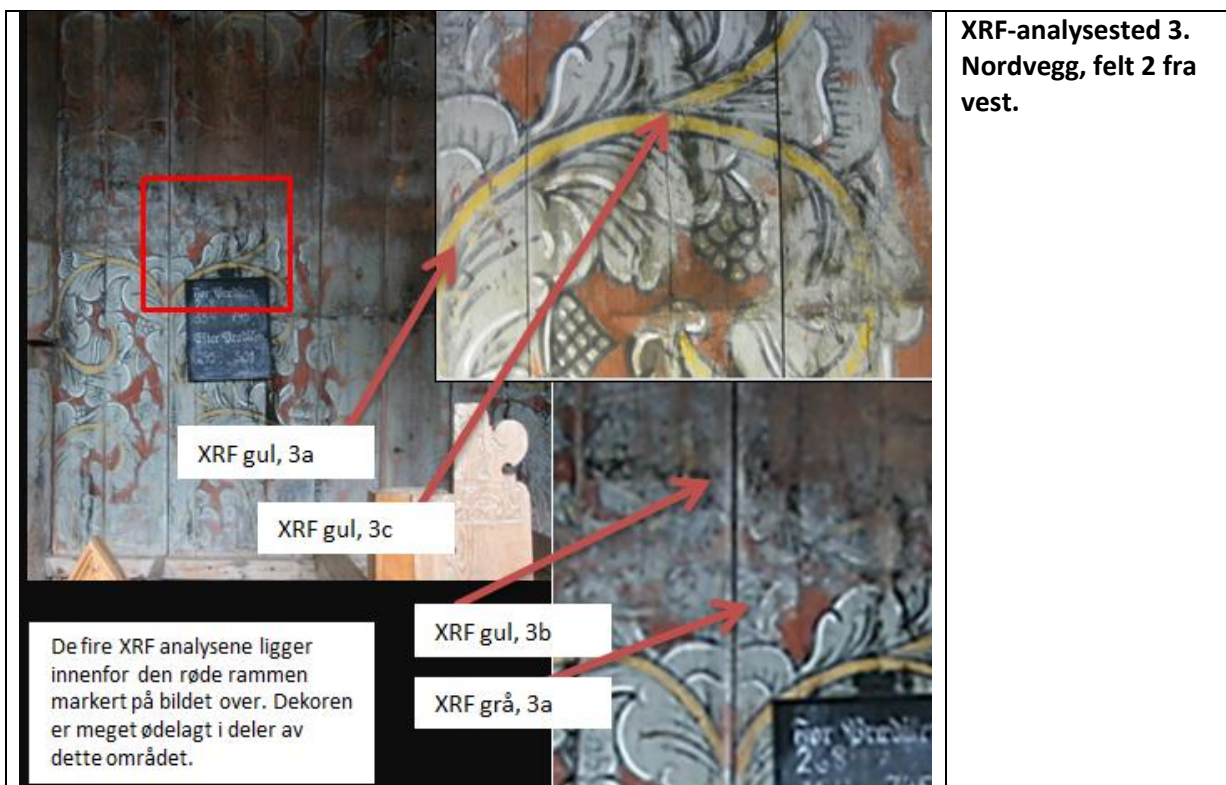 XRF-analysested 3.
Nordvegg, felt 2 fra
vest.
XRF gul, 3a
XRF gul, 3c
XRF gul, 3b
XRF grå, 3a
De fire XRF analysene ligger
innenfor den røde rammen
markert på bildet over. Dekoren
er meget ødelagt i deler av
dette området.
268